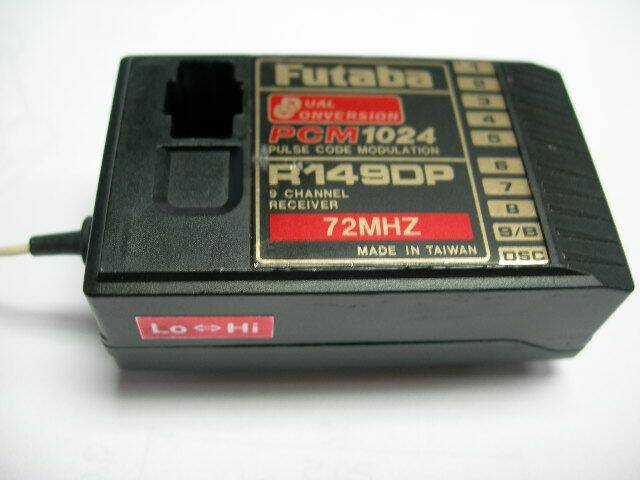 Futaba
DUAL
CONVERSION
PCM1024
PULSE CODE MODULATION
R149DP
9 CHANNEL
RECEIVER
72MHZ
MADE IN TAIWAN
1
2
3
4
5
6
7
8
9/B
DSC
Lo⇔Hi